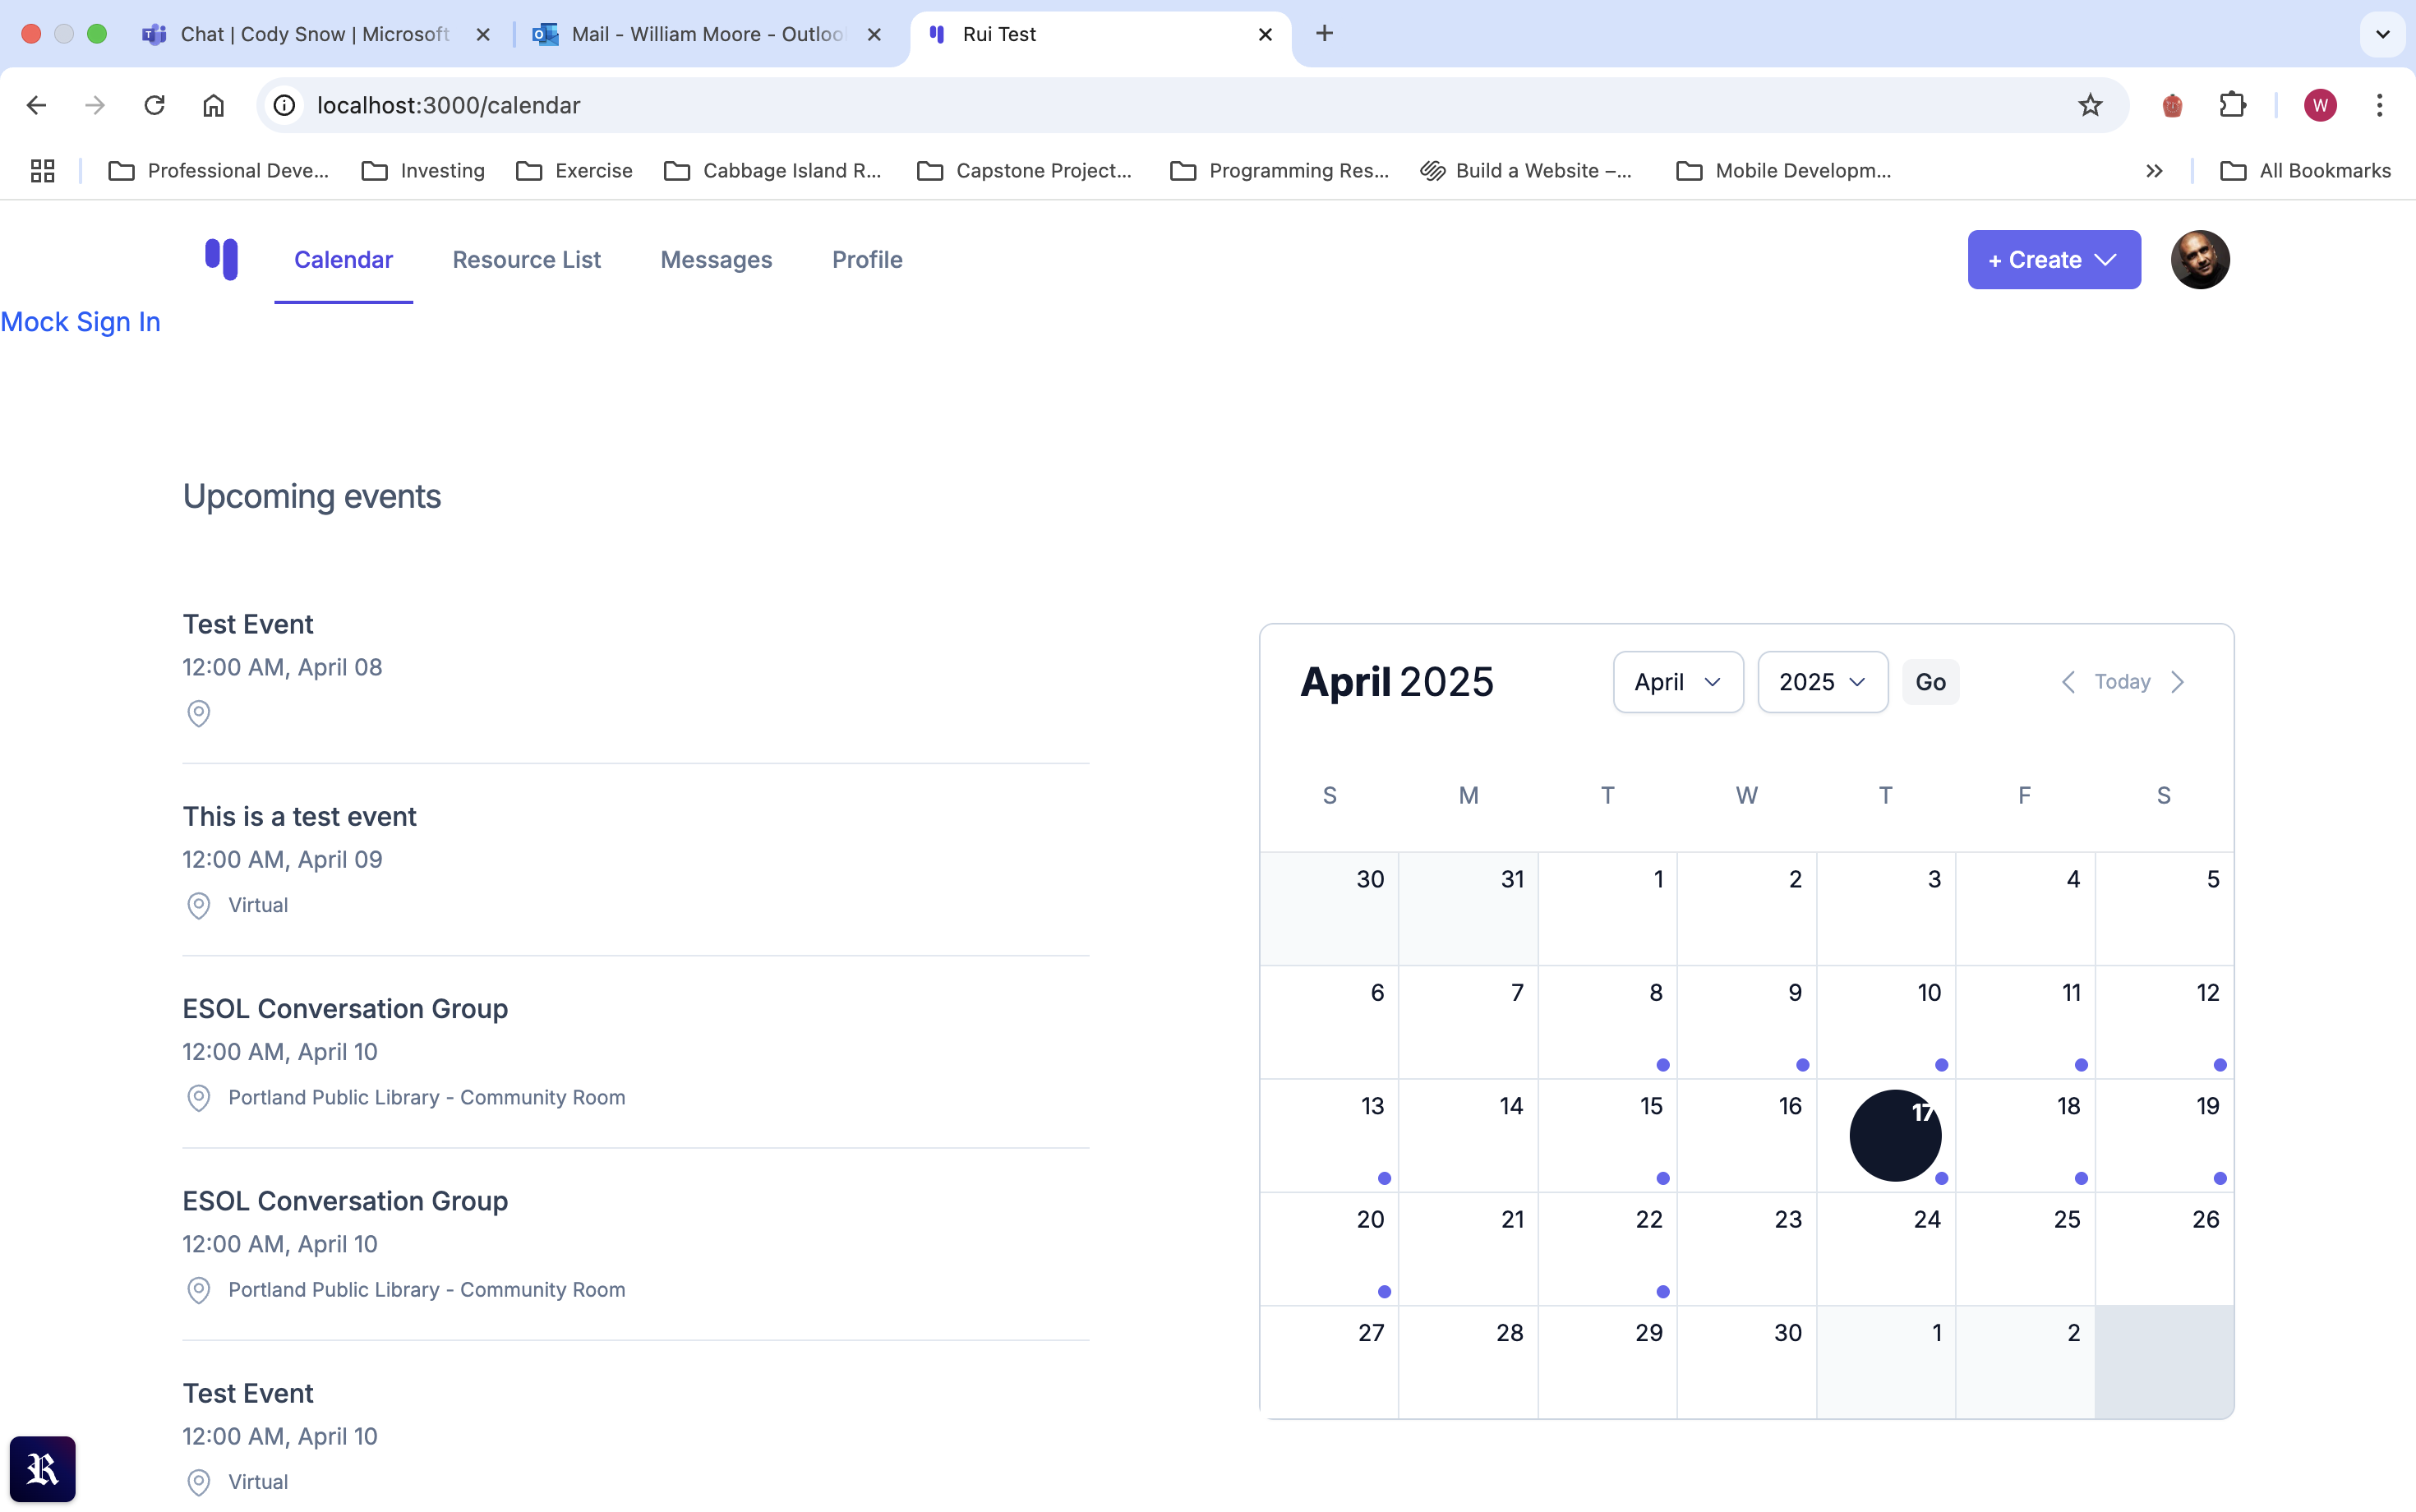 Chat | Cody Snow | Microsoft
Mail - William Moore - Outloo
Rui Test
localhost:3000/calendar
W
Professional Deve...
Investing
Exercise
Cabbage Island R...
Capstone Project...
Programming Res...
Build a Website –...
Mobile Developm...
All Bookmarks
Calendar
Resource List
Messages
Profile
+ Create
Mock Sign In
Upcoming events
Test Event
12:00 AM, April 08
This is a test event
12:00 AM, April 09
Virtual
ESOL Conversation Group
12:00 AM, April 10
Portland Public Library - Community Room
ESOL Conversation Group
12:00 AM, April 10
Portland Public Library - Community Room
Test Event
12:00 AM, April 10
Virtual
R
April 2025
April
2025
Go
Today
S M T W T F S
30 31 1 2 3 4 5
6 7 8 9 10 11 12
13 14 15 16 17 18 19
20 21 22 23 24 25 26
27 28 29 30 1 2